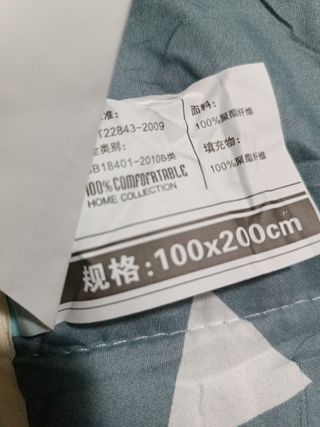 准:
T22843-2009
类别:
GB18401-2010B类
100% COMFORTABLE
HOME COLLECTION
面料:
100%聚酯纤维
填充物:
100%聚酯纤维
规格:100x200cm